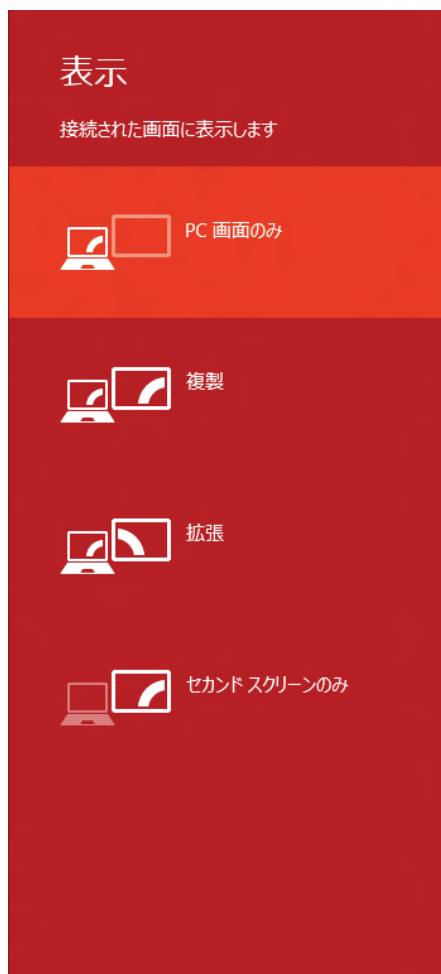 表示
接続された画面に表示します
PC 画面のみ
複製
拡張
セカンド スクリーンのみ